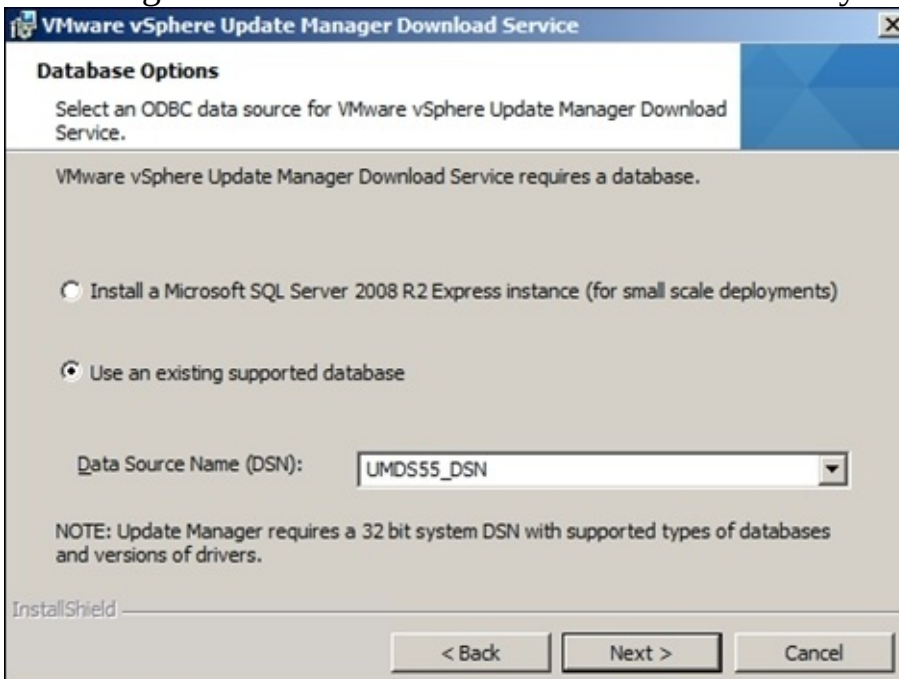 VMware vSphere Update Manager Download Service
Database Options
Select an ODBC data source for VMware vSphere Update Manager Download
Service.
VMware vSphere Update Manager Download Service requires a database.
Install a Microsoft SQL Server 2008 R2 Express instance (for small scale deployments)
Use an existing supported database
Data Source Name (DSN):
UMDS55_DSN
NOTE: Update Manager requires a 32 bit system DSN with supported types of databases
and versions of drivers.
InstallShield
< Back
Next >
Cancel